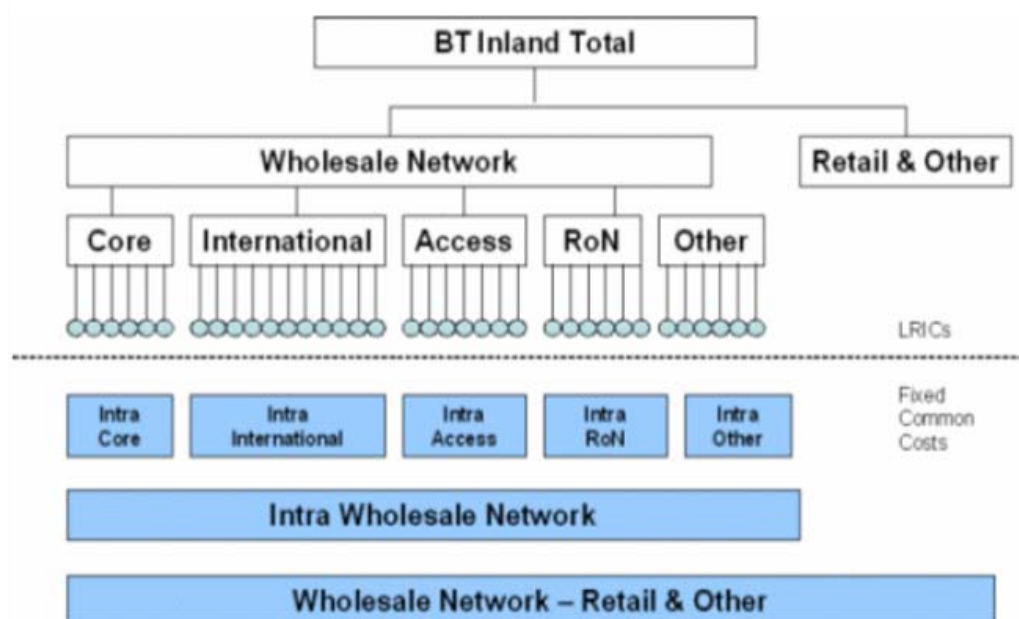 BT Inland Total
Wholesale Network
Retail & Other
Core
International
Access
RoN
Other
LRICs
Intra
Core
Intra
International
Intra
Access
Intra
RoN
Intra
Other
Fixed
Common
Costs
Intra Wholesale Network
Wholesale Network – Retail & Other